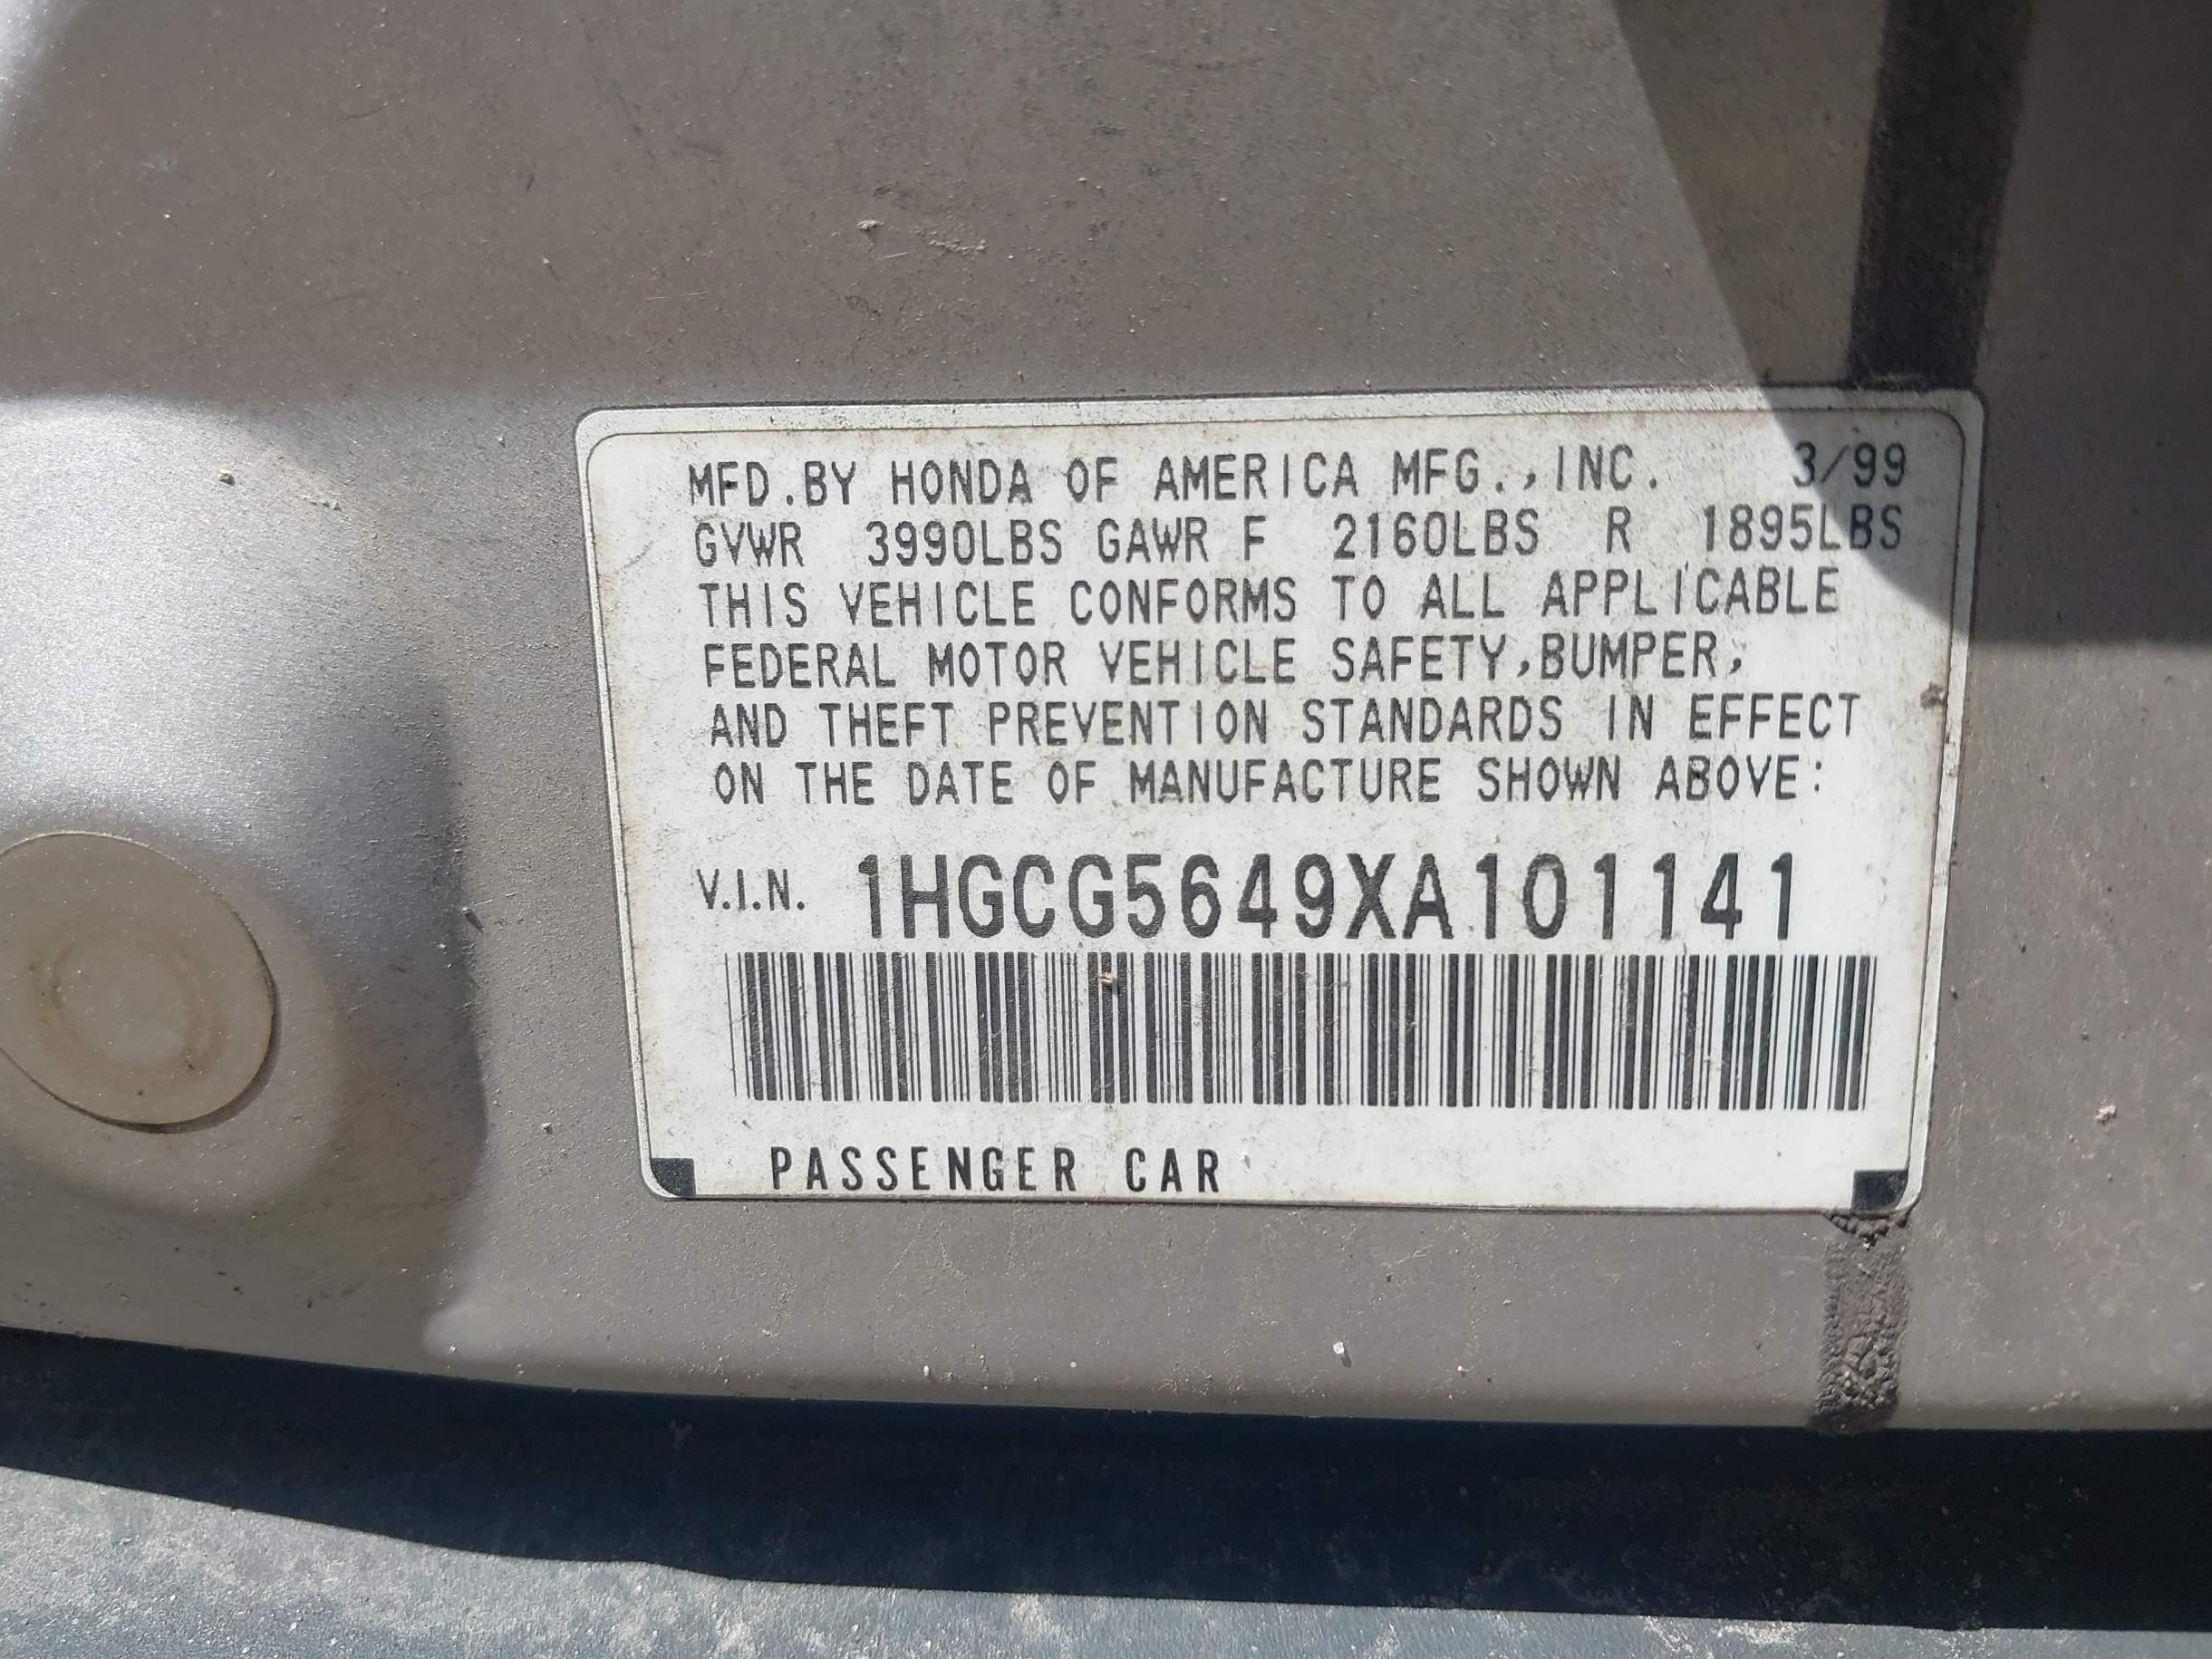 MFD.BY HONDA OF AMERICA MFG.,INC. 3/99
GVWR 3990LBS GAWR F 2160LBS R 1895LBS
THIS VEHICLE CONFORMS TO ALL APPLICABLE
FEDERAL MOTOR VEHICLE SAFETY,BUMPER,
AND THEFT PREVENTION STANDARDS IN EFFECT
ON THE DATE OF MANUFACTURE SHOWN ABOVE:
V.I.N. 1HGCG5649XA101141
PASSENGER CAR